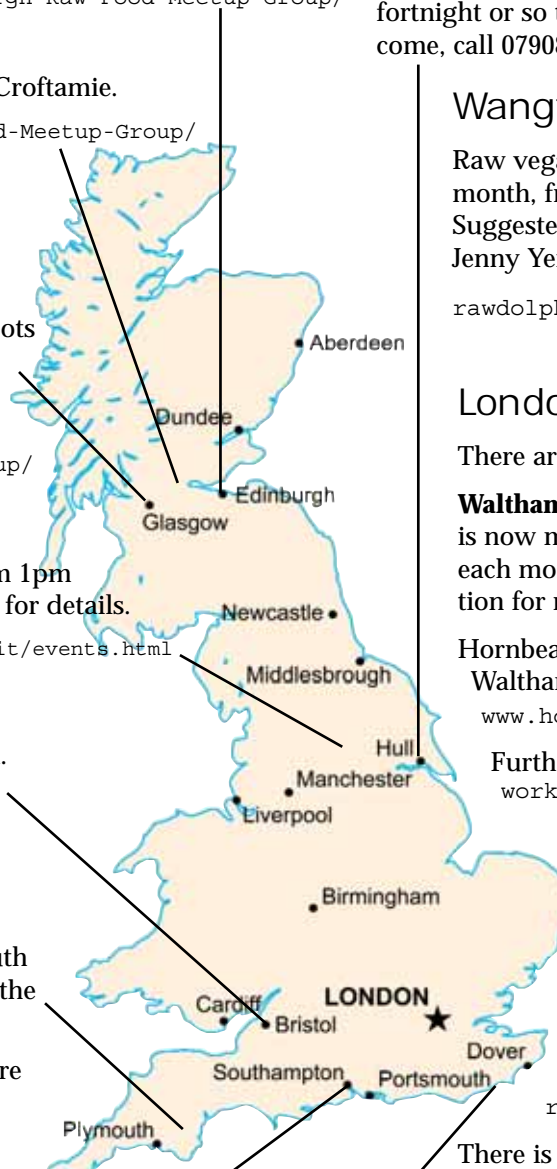 Raw-Food-Meetup-Group/
Croftamie.
d-Meetup-Group/
ots
up/
1pm
for details.
it/events.html
.
uth
the
re
fortnight or so
come, call 0790
Wang
Raw vega
month, fr
Suggeste
Jenny Ye
rawdolp
Londo
There ar
Waltham
is now m
each mo
tion for
Hornbea
Waltha
www.ho
Furth
work
r
There is
Aberdeen
Dundee
Edinburgh
Glasgow
Newcastle
Middlesbrough
Hull
Manchester
Liverpool
Birmingham
LONDON
Cardiff
Bristol
Dover
Southampton
Portsmouth
Plymouth